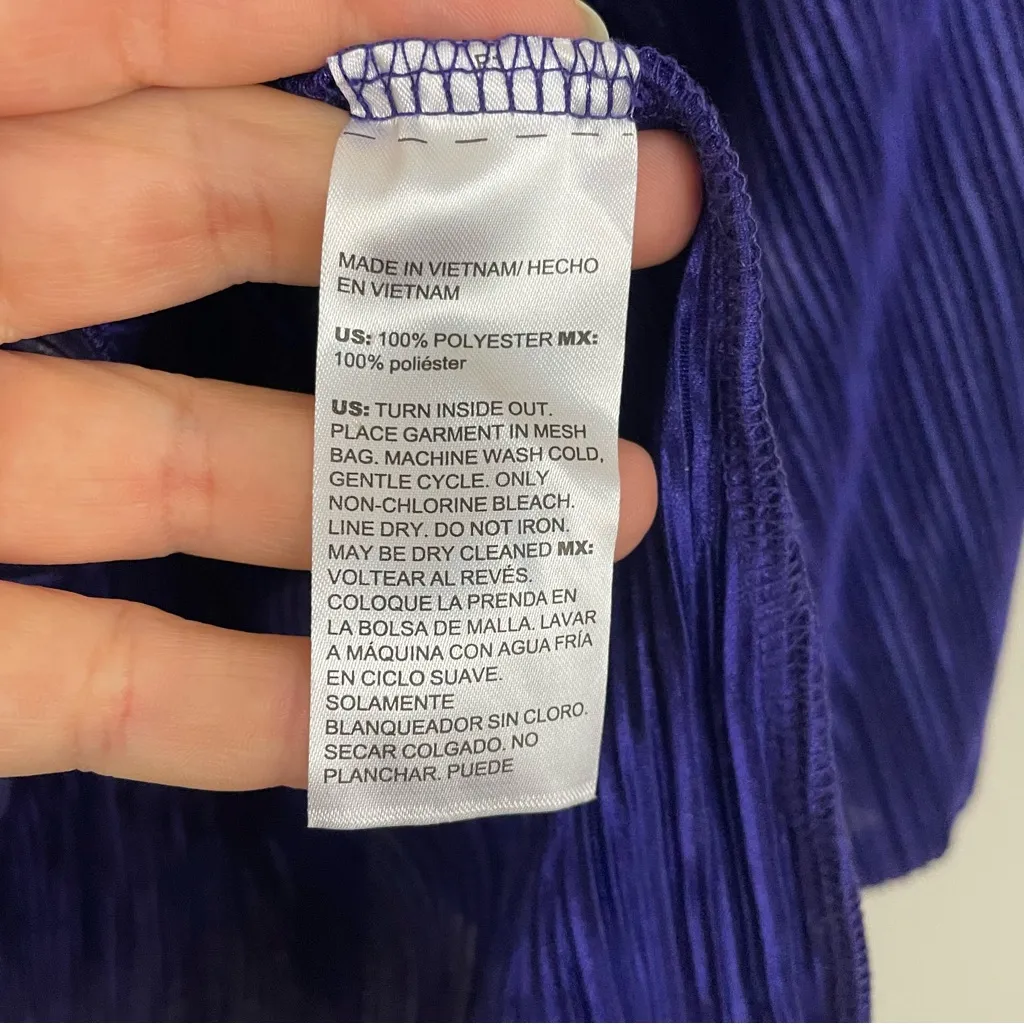 MADE IN VIETNAM/ HECHO
EN VIETNAM
US: 100% POLYESTER MX:
100% poliéster
US: TURN INSIDE OUT.
PLACE GARMENT IN MESH
BAG. MACHINE WASH COLD,
GENTLE CYCLE. ONLY
NON-CHLORINE BLEACH.
LINE DRY. DO NOT IRON.
MAY BE DRY CLEANED MX:
VOLTEAR AL REVÉS.
COLOQUE LA PRENDA EN
LA BOLSA DE MALLA. LAVAR
A MÁQUINA CON AGUA FRÍA
EN CICLO SUAVE.
SOLAMENTE
BLANQUEADOR SIN CLORO.
SECAR COLGADO. NO
PLANCHAR. PUEDE